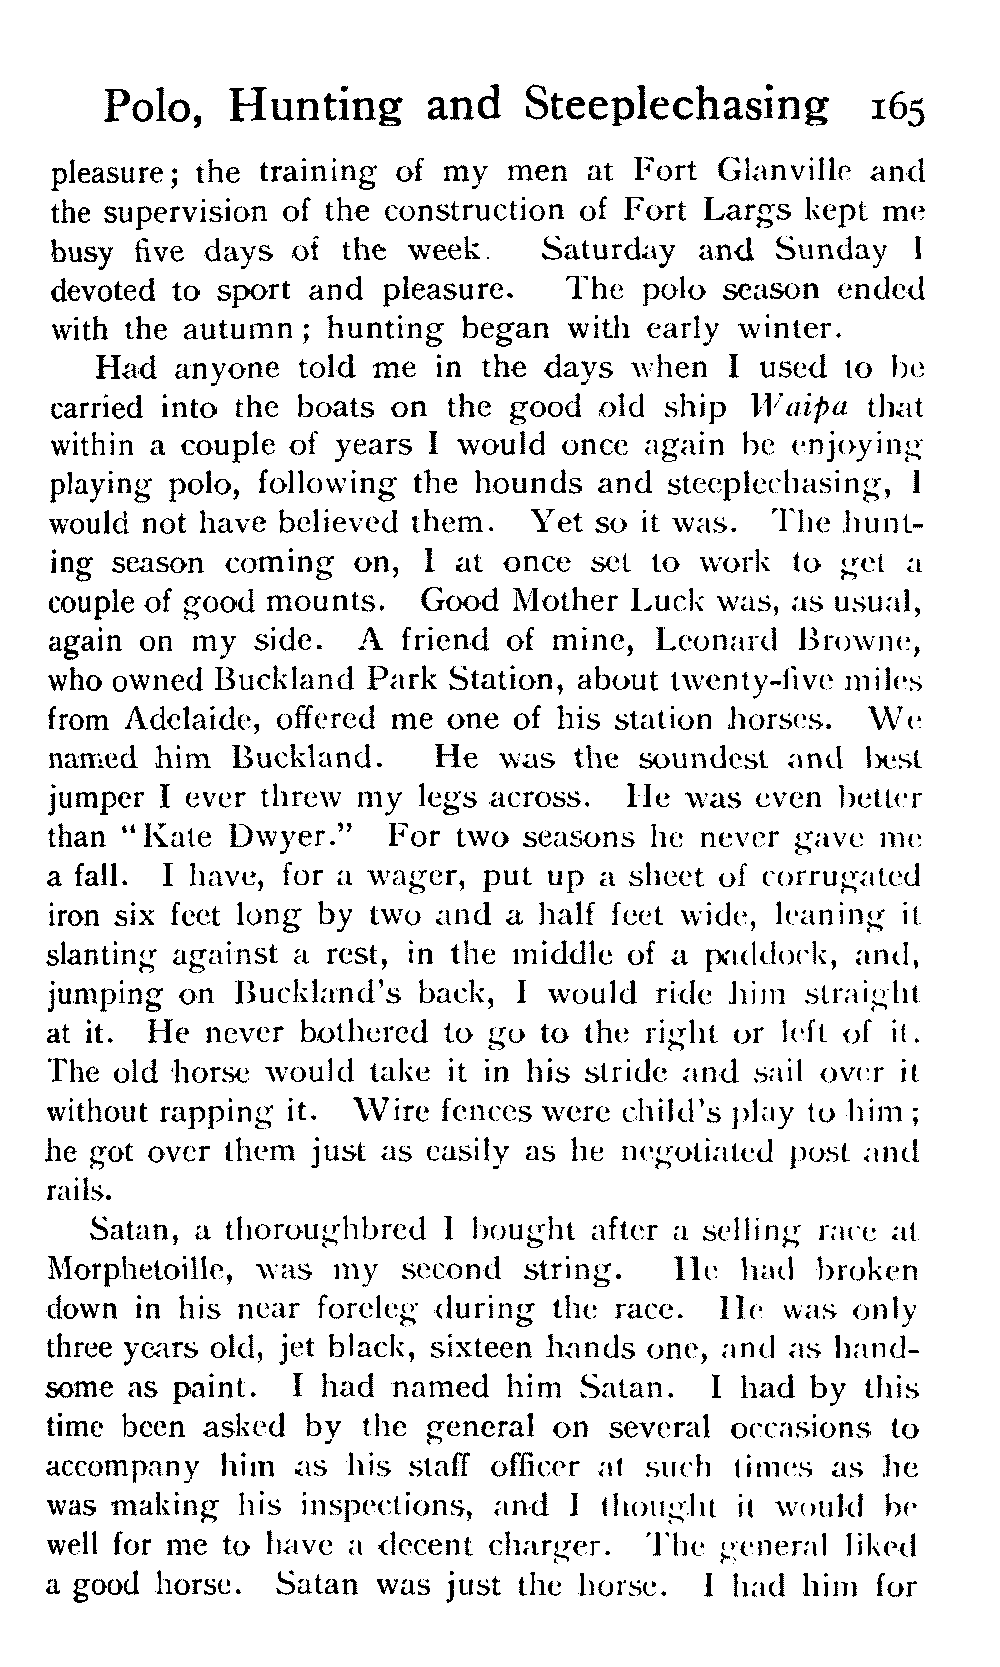 Polo, Hunting and Steeplechasing 165
pleasure; the training of my men at Fort Glanville and
the supervision of the construction of Fort Largs kept me
busy five days of the week. Saturday and Sunday I
devoted to sport and pleasure. The polo season ended
with the autumn; hunting began with early winter.
Had anyone told me in the days when I used to be
carried into the boats on the good old ship Waipa that
within a couple of years I would once again be enjoying
playing polo, following the hounds and steeplechasing, I
would not have believed them. Yet so it was. The hunt-
ing season coming on, I at once set to work to get a
couple of good mounts. Good Mother Luck was, as usual,
again on my side. A friend of mine, Leonard Browne,
who owned Buckland Park Station, about twenty-five miles
from Adelaide, offered me one of his station horses. We
named him Buckland. He was the soundest and best
jumper I ever threw my legs across. He was even better
than "Kate Dwyer." For two seasons he never gave me
a fall. I have, for a wager, put up a sheet of corrugated
iron six feet long by two and a half feet wide, leaning it
slanting against a rest, in the middle of a paddock, and,
jumping on Buckland's back, I would ride him straight
at it. He never bothered to go to the right or left of it.
The old horse would take it in his stride and sail over it
without rapping it. Wire fences were child's play to him;
he got over them just as easily as he negotiated post and
rails.
Satan, a thoroughbred I bought after a selling race at
Morphetoille, was my second string. He had broken
down in his near foreleg during the race. He was only
three years old, jet black, sixteen hands one, and as hand-
some as paint. I had named him Satan. I had by this
time been asked by the general on several occasions to
accompany him as his staff officer at such times as he
was making his inspections, and I thought it would be
well for me to have a decent charger. The general liked
a good horse. Satan was just the horse. I had him for